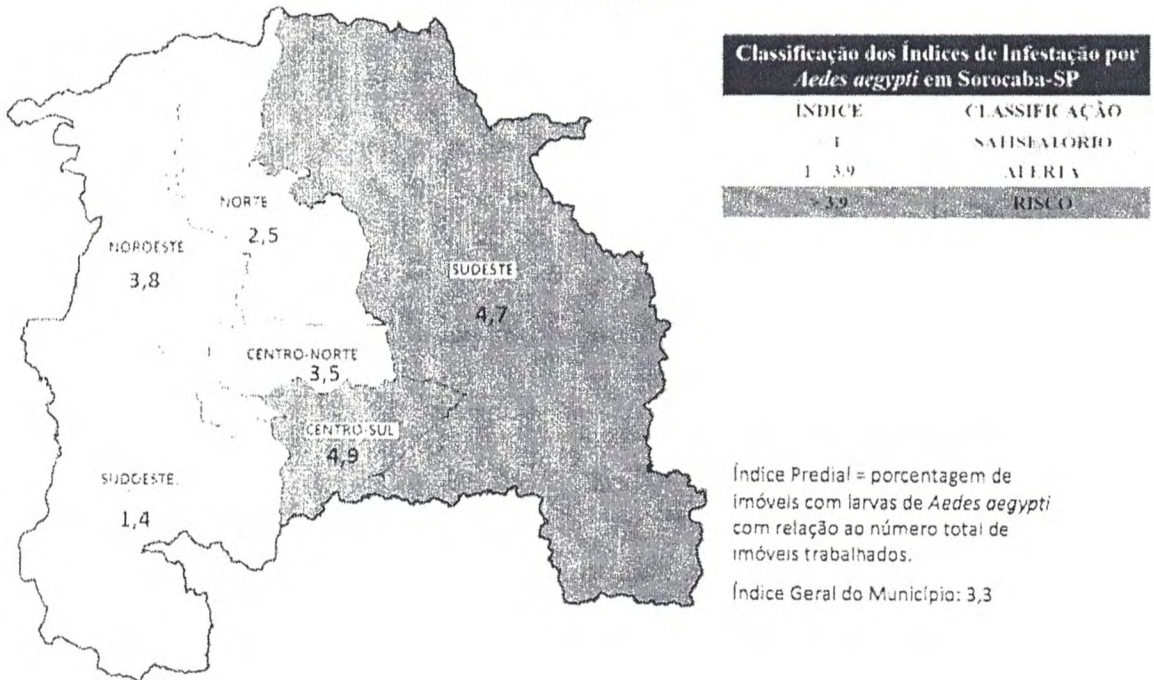 Classificação dos Índices de Infestação por
Aedes aegypti em Sorocaba-SP
ÍNDICE CLASSIFICAÇÃO
1 SATISFATÓRIO
1 3.9 ALERTA
> 3.9 RISCO
NORTE
2,5
NOROESTE
3,8
SUDESTE
4,7
CENTRO-NORTE
3,5
CENTRO-SUL
4,9
SUDOESTE
1,4
Índice Predial = porcentagem de
imóveis com larvas de Aedes aegypti
com relação ao número total de
imóveis trabalhados.
Índice Geral do Município: 3,3